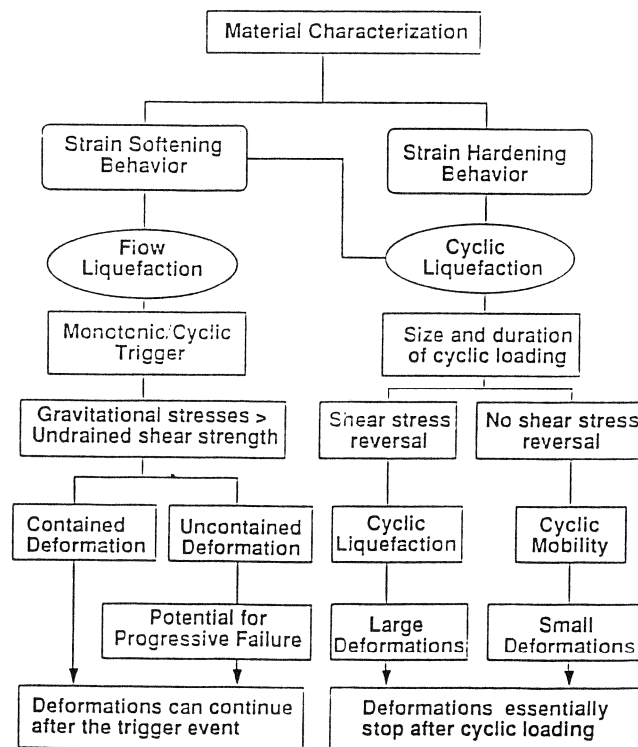 Material Characterization
Strain Softening
Behavior
Strain Hardening
Behavior
Flow
Liquefaction
Cyclic
Liquefaction
Monotonic/Cyclic
Trigger
Size and duration
of cyclic loading
Gravitational stresses >
Undrained shear strength
Shear stress
reversal
No shear stress
reversal
Contained
Deformation
Uncontained
Deformation
Cyclic
Liquefaction
Cyclic
Mobility
Potential for
Progressive Failure
Large
Deformations
Small
Deformations
Deformations can continue
after the trigger event
Deformations essentially
stop after cyclic loading